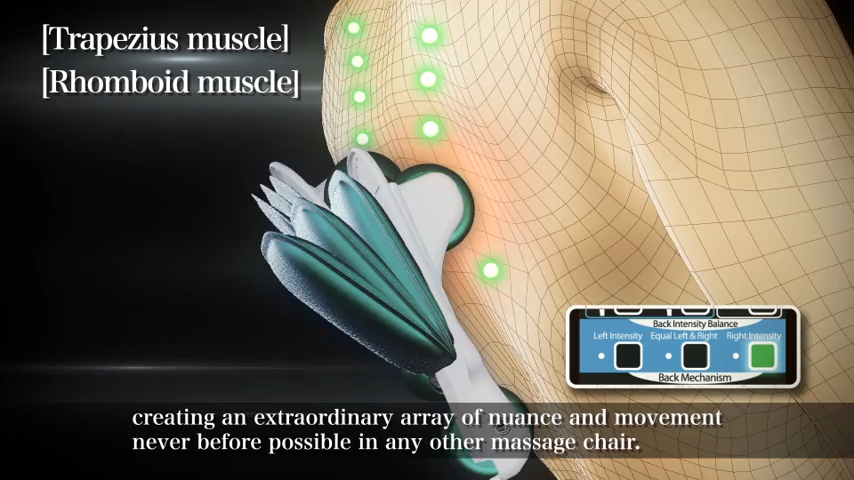 [Trapezius muscle]
[Rhomboid muscle]
Back Intensity Balance
Left Intensity Equal Left & Right Right Intensity
Back Mechanism
creating an extraordinary array of nuance and movement
never before possible in any other massage chair.